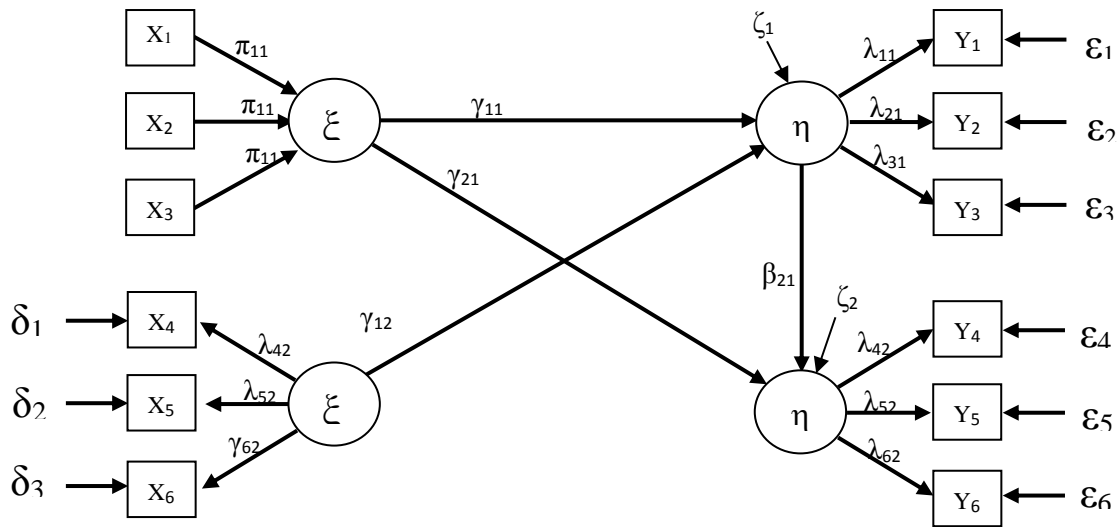 X₁
π₁₁
ζ₁
λ₁₁
Y₁
ε₁
X₂
π₁₁
ξ
γ₁₁
η
λ₂₁
Y₂
ε₂
π₁₁
X₃
γ₂₁
λ₃₁
Y₃
ε₃
β₂₁
δ₁
X₄
λ₄₂
γ₁₂
ζ₂
λ₄₂
Y₄
ε₄
δ₂
X₅
λ₅₂
ξ
η
λ₅₂
Y₅
ε₅
γ₆₂
λ₆₂
δ₃
X₆
Y₆
ε₆